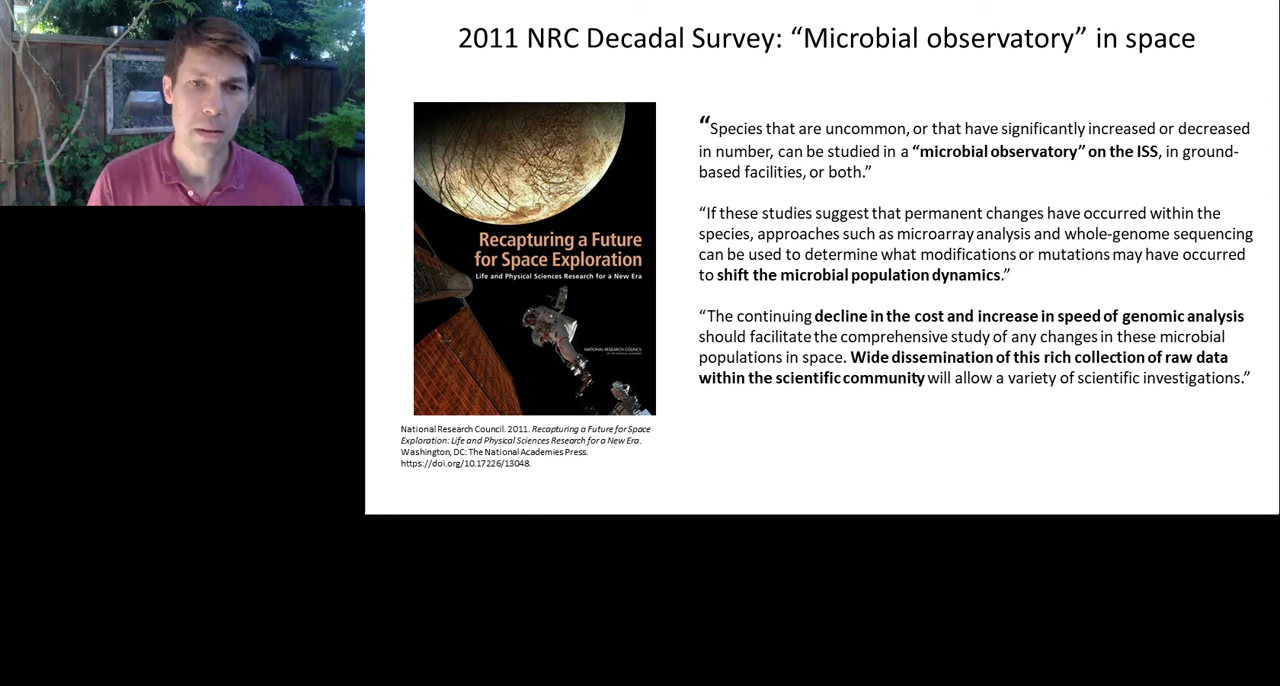 2011 NRC Decadal Survey: “Microbial observatory” in space
Recapturing a Future
for Space Exploration
Life and Physical Sciences Research for a New Era
NATIONAL RESEARCH COUNCIL
OF THE NATIONAL ACADEMIES
National Research Council. 2011. Recapturing a Future for Space
Exploration: Life and Physical Sciences Research for a New Era.
Washington, DC: The National Academies Press.
https://doi.org/10.17226/13048.
“Species that are uncommon, or that have significantly increased or decreased
in number, can be studied in a “microbial observatory” on the ISS, in ground-
based facilities, or both.”
“If these studies suggest that permanent changes have occurred within the
species, approaches such as microarray analysis and whole-genome sequencing
can be used to determine what modifications or mutations may have occurred
to shift the microbial population dynamics.”
“The continuing decline in the cost and increase in speed of genomic analysis
should facilitate the comprehensive study of any changes in these microbial
populations in space. Wide dissemination of this rich collection of raw data
within the scientific community will allow a variety of scientific investigations.”